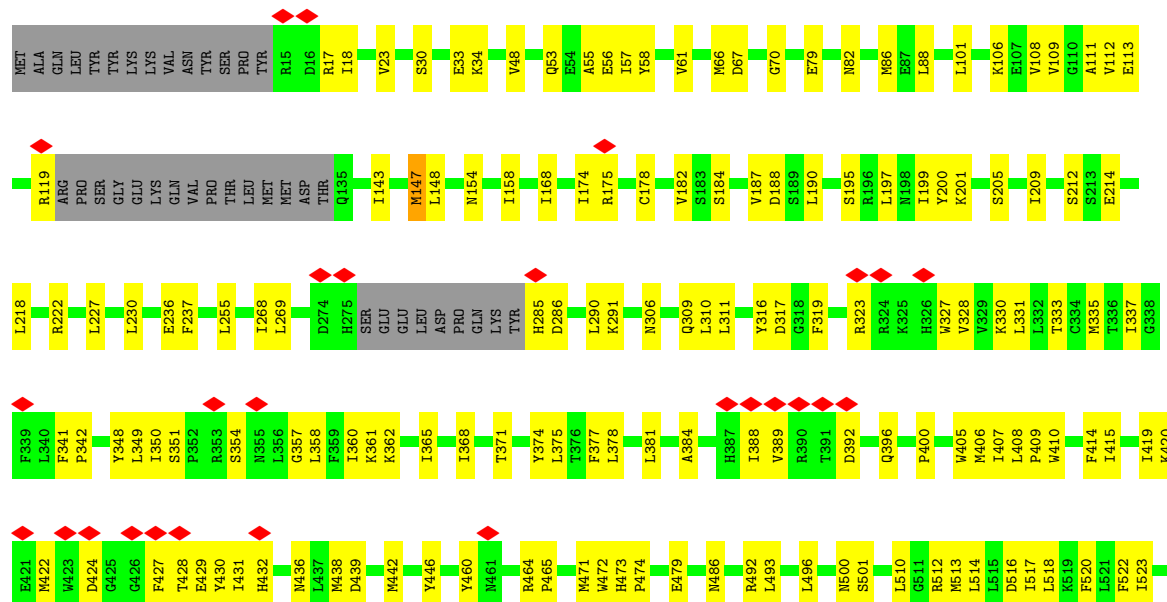 MET ALA GLN LEU TYR TYR LYS LYS VAL ASN TYR SER PRO TYR R15 D16 R17 I18 V23 S30 E33 K34 V48 Q53 E54 A55 E56 I57 Y58 V61 M66 D67 G70 E79 N82 M86 E87 L88 L101 K106 E107 V108 V109 G110 A111 V112 E113
R119 ARG PRO SER GLY GLU LYS GLN VAL PRO THR LEU MET MET ASP THR Q135 I143 M147 L148 N154 I158 I168 I174 R175 C178 V182 S183 S184 V187 D188 S189 L190 S195 R196 L197 N198 I199 Y200 K201 S205 I209 S212 S213 E214
L218 R222 L227 L230 E236 F237 L255 I268 L269 D274 H275 SER GLU GLU LEU ASP PRO GLN LYS TYR H285 D286 L290 K291 N306 Q309 L310 L311 Y316 D317 G318 F319 R323 R324 K325 H326 W327 V328 V329 K330 L331 L332 T333 C334 M335 T336 I337 G338
F339 L340 F341 P342 Y348 L349 I350 S351 P352 R353 S354 N355 L356 G357 L358 F359 I360 K361 K362 I365 I368 T371 Y374 L375 T376 F377 L378 L381 A384 H387 I388 V389 R390 T391 D392 Q396 P400 W405 M406 I407 L408 P409 W410 F414 I415 I419 K420
E421 M422 W423 D424 G425 G426 F427 T428 E429 Y430 I431 H432 N436 L437 M438 D439 M442 Y446 Y460 N461 R464 P465 M471 W472 H473 P474 E479 N486 R492 L493 L496 N500 S501 L510 G511 R512 M513 L514 L515 D516 I517 L518 K519 F520 L521 F522 I523